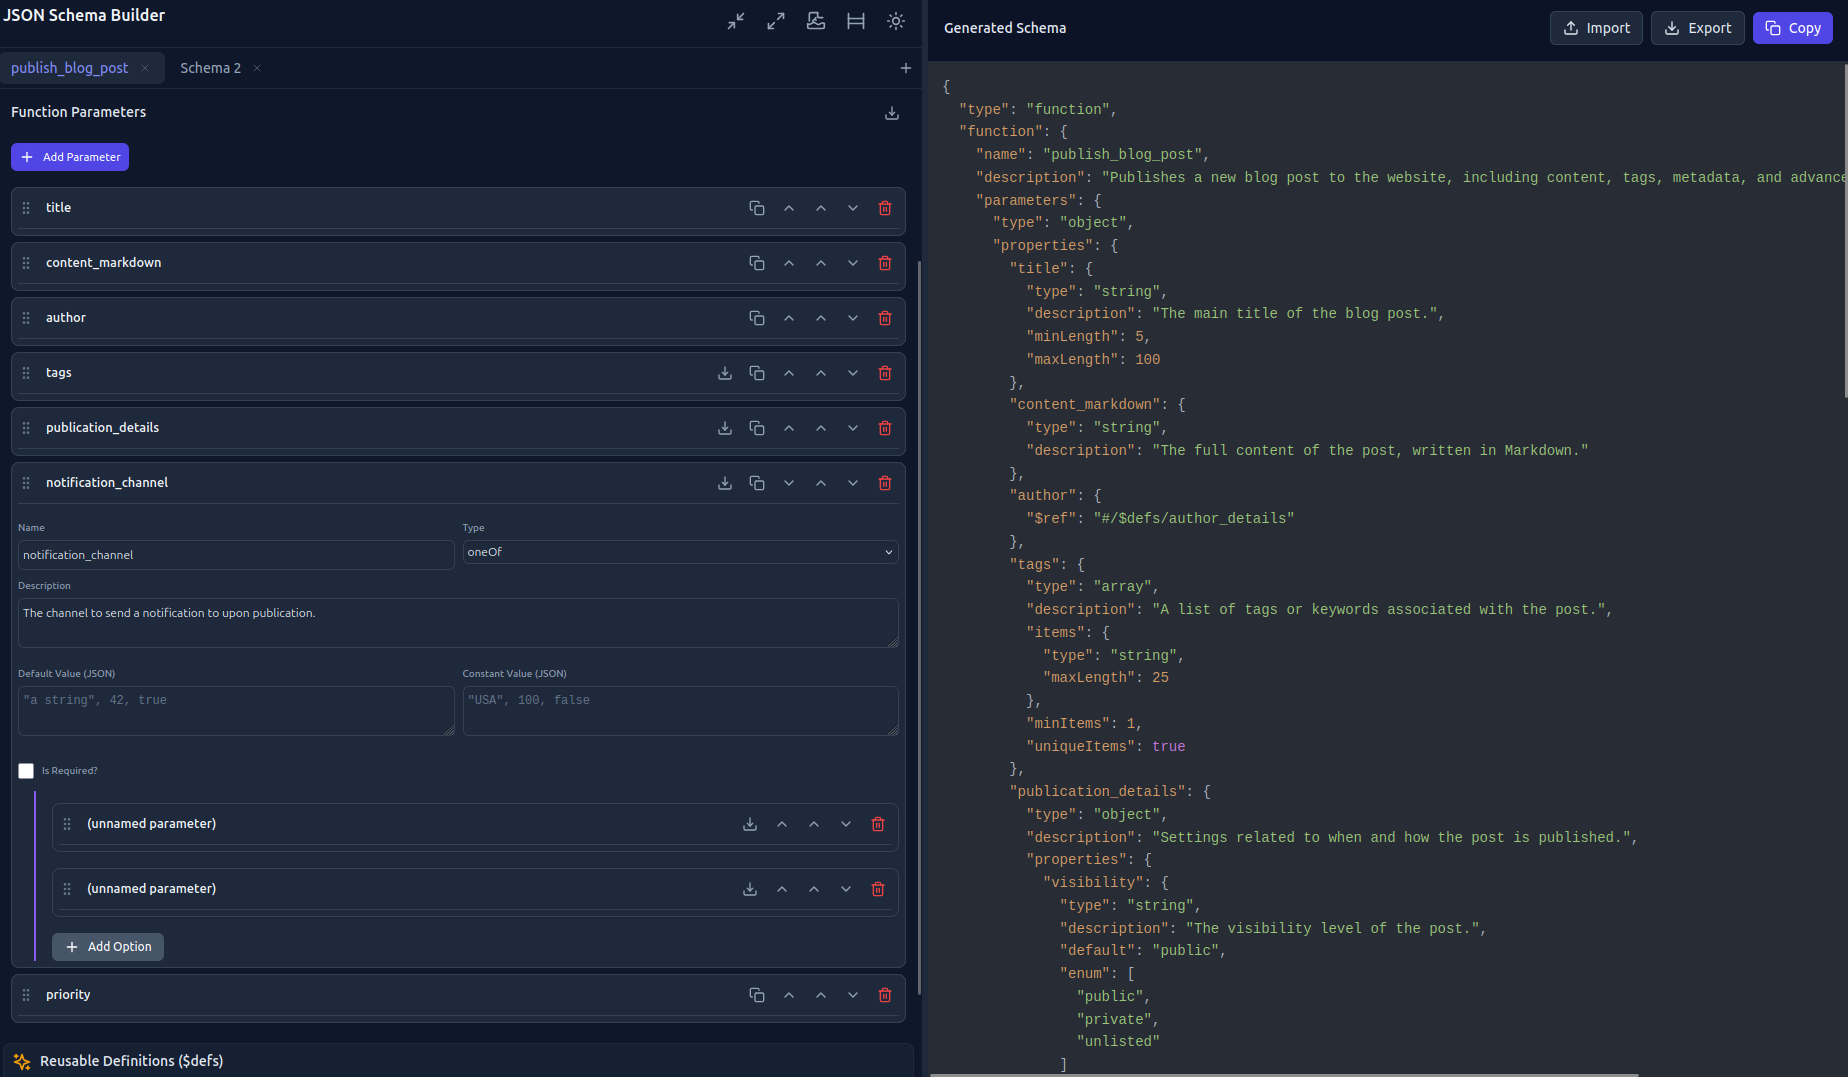 JSON Schema Builder
publish_blog_post
Schema 2
Function Parameters
Add Parameter
title
content_markdown
author
tags
publication_details
notification_channel
Name
Type
notification_channel
oneOf
Description
The channel to send a notification to upon publication.
Default Value (JSON)
Constant Value (JSON)
"a string", 42, true
"USA", 100, false
Is Required?
(unnamed parameter)
(unnamed parameter)
Add Option
priority
Reusable Definitions ($defs)
Generated Schema
Import
Export
Copy
{
"type": "function",
"function": {
"name": "publish_blog_post",
"description": "Publishes a new blog post to the website, including content, tags, metadata, and advance
"parameters": {
"type": "object",
"properties": {
"title": {
"type": "string",
"description": "The main title of the blog post.",
"minLength": 5,
"maxLength": 100
},
"content_markdown": {
"type": "string",
"description": "The full content of the post, written in Markdown."
},
"author": {
"$ref": "#/$defs/author_details"
},
"tags": {
"type": "array",
"description": "A list of tags or keywords associated with the post.",
"items": {
"type": "string",
"maxLength": 25
},
"minItems": 1,
"uniqueItems": true
},
"publication_details": {
"type": "object",
"description": "Settings related to when and how the post is published.",
"properties": {
"visibility": {
"type": "string",
"description": "The visibility level of the post.",
"default": "public",
"enum": [
"public",
"private",
"unlisted"
]